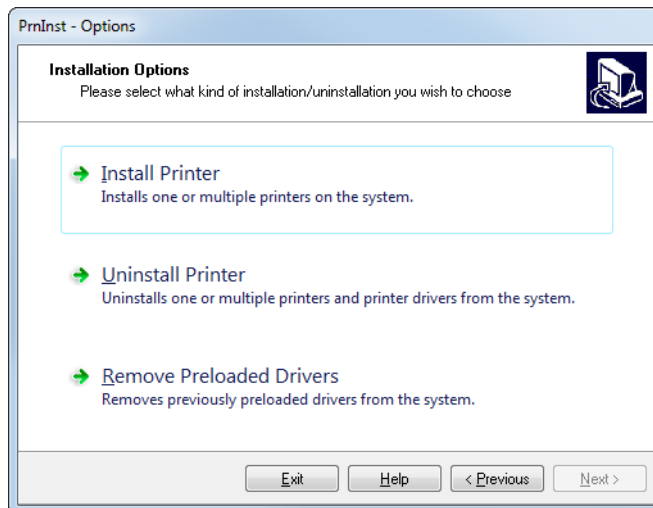 PrnInst - Options
Installation Options
Please select what kind of installation/uninstallation you wish to choose
Install Printer
Installs one or multiple printers on the system.
Uninstall Printer
Uninstalls one or multiple printers and printer drivers from the system.
Remove Preloaded Drivers
Removes previously preloaded drivers from the system.
Exit Help < Previous Next >